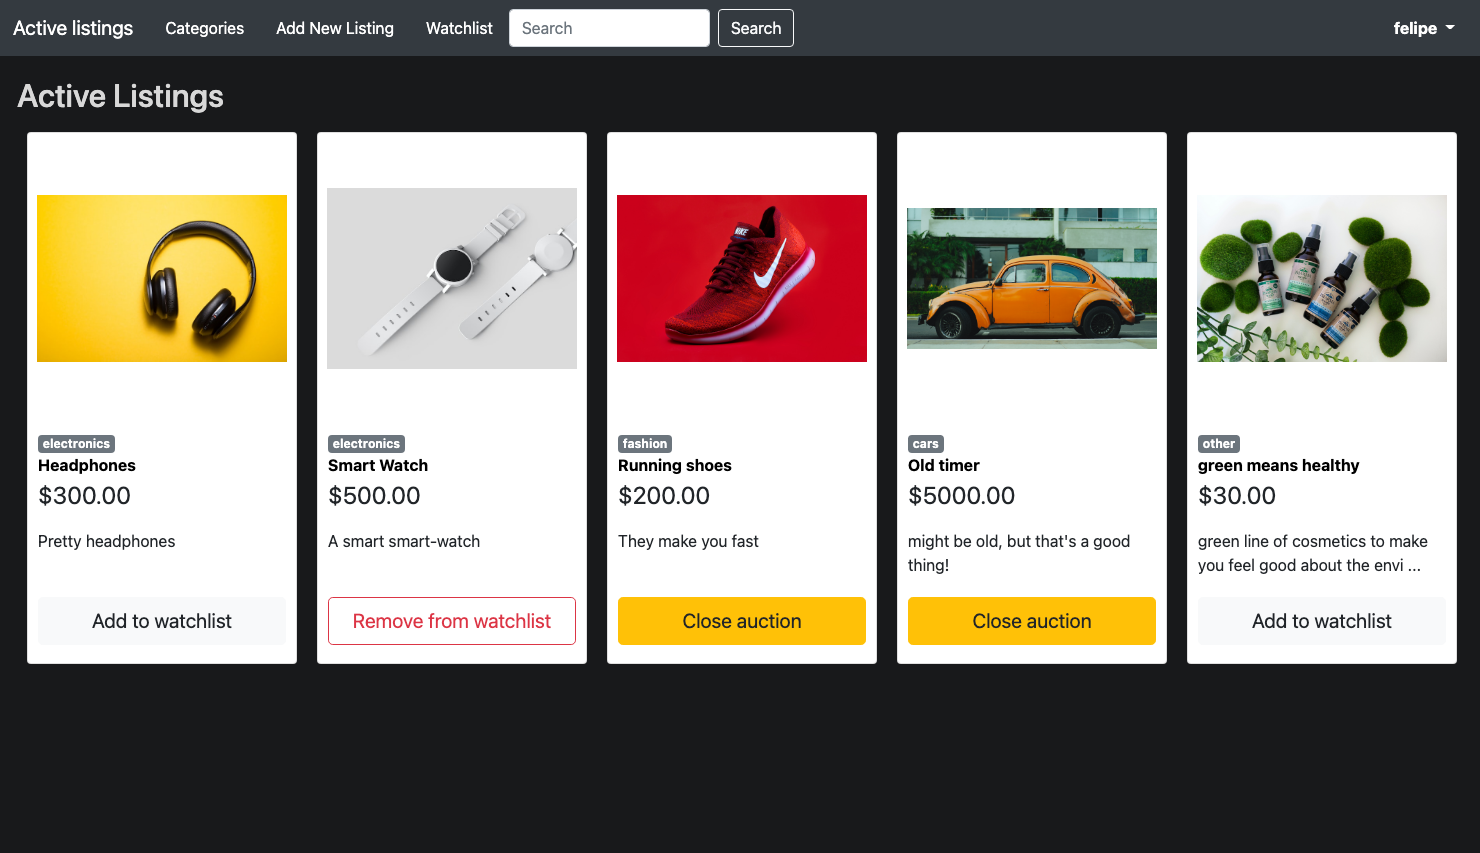 Active listings Categories Add New Listing Watchlist Search Search felipe
Active Listings
NIKE
electronics
Headphones
$300.00
Pretty headphones
Add to watchlist
electronics
Smart Watch
$500.00
A smart smart-watch
Remove from watchlist
fashion
Running shoes
$200.00
They make you fast
Close auction
cars
Old timer
$5000.00
might be old, but that's a good
thing!
Close auction
other
green means healthy
$30.00
green line of cosmetics to make
you feel good about the envi ...
Add to watchlist